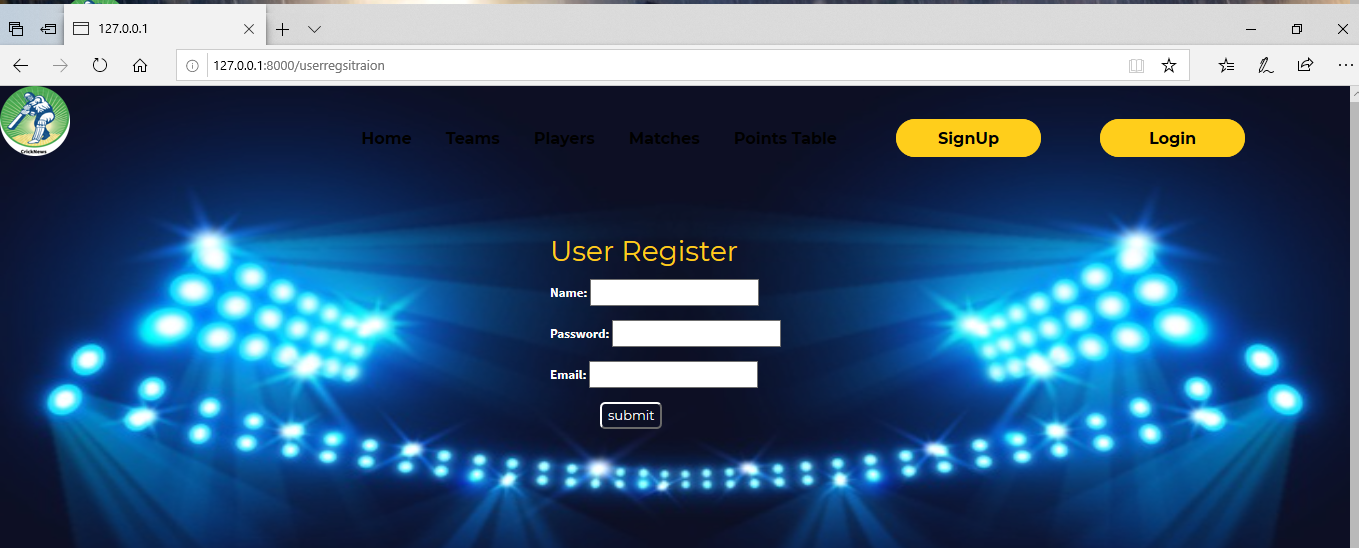 127.0.0.1
127.0.0.1:8000/userregsitraion
CrickNews
Home Teams Players Matches Points Table SignUp Login
User Register
Name:
Password:
Email:
submit